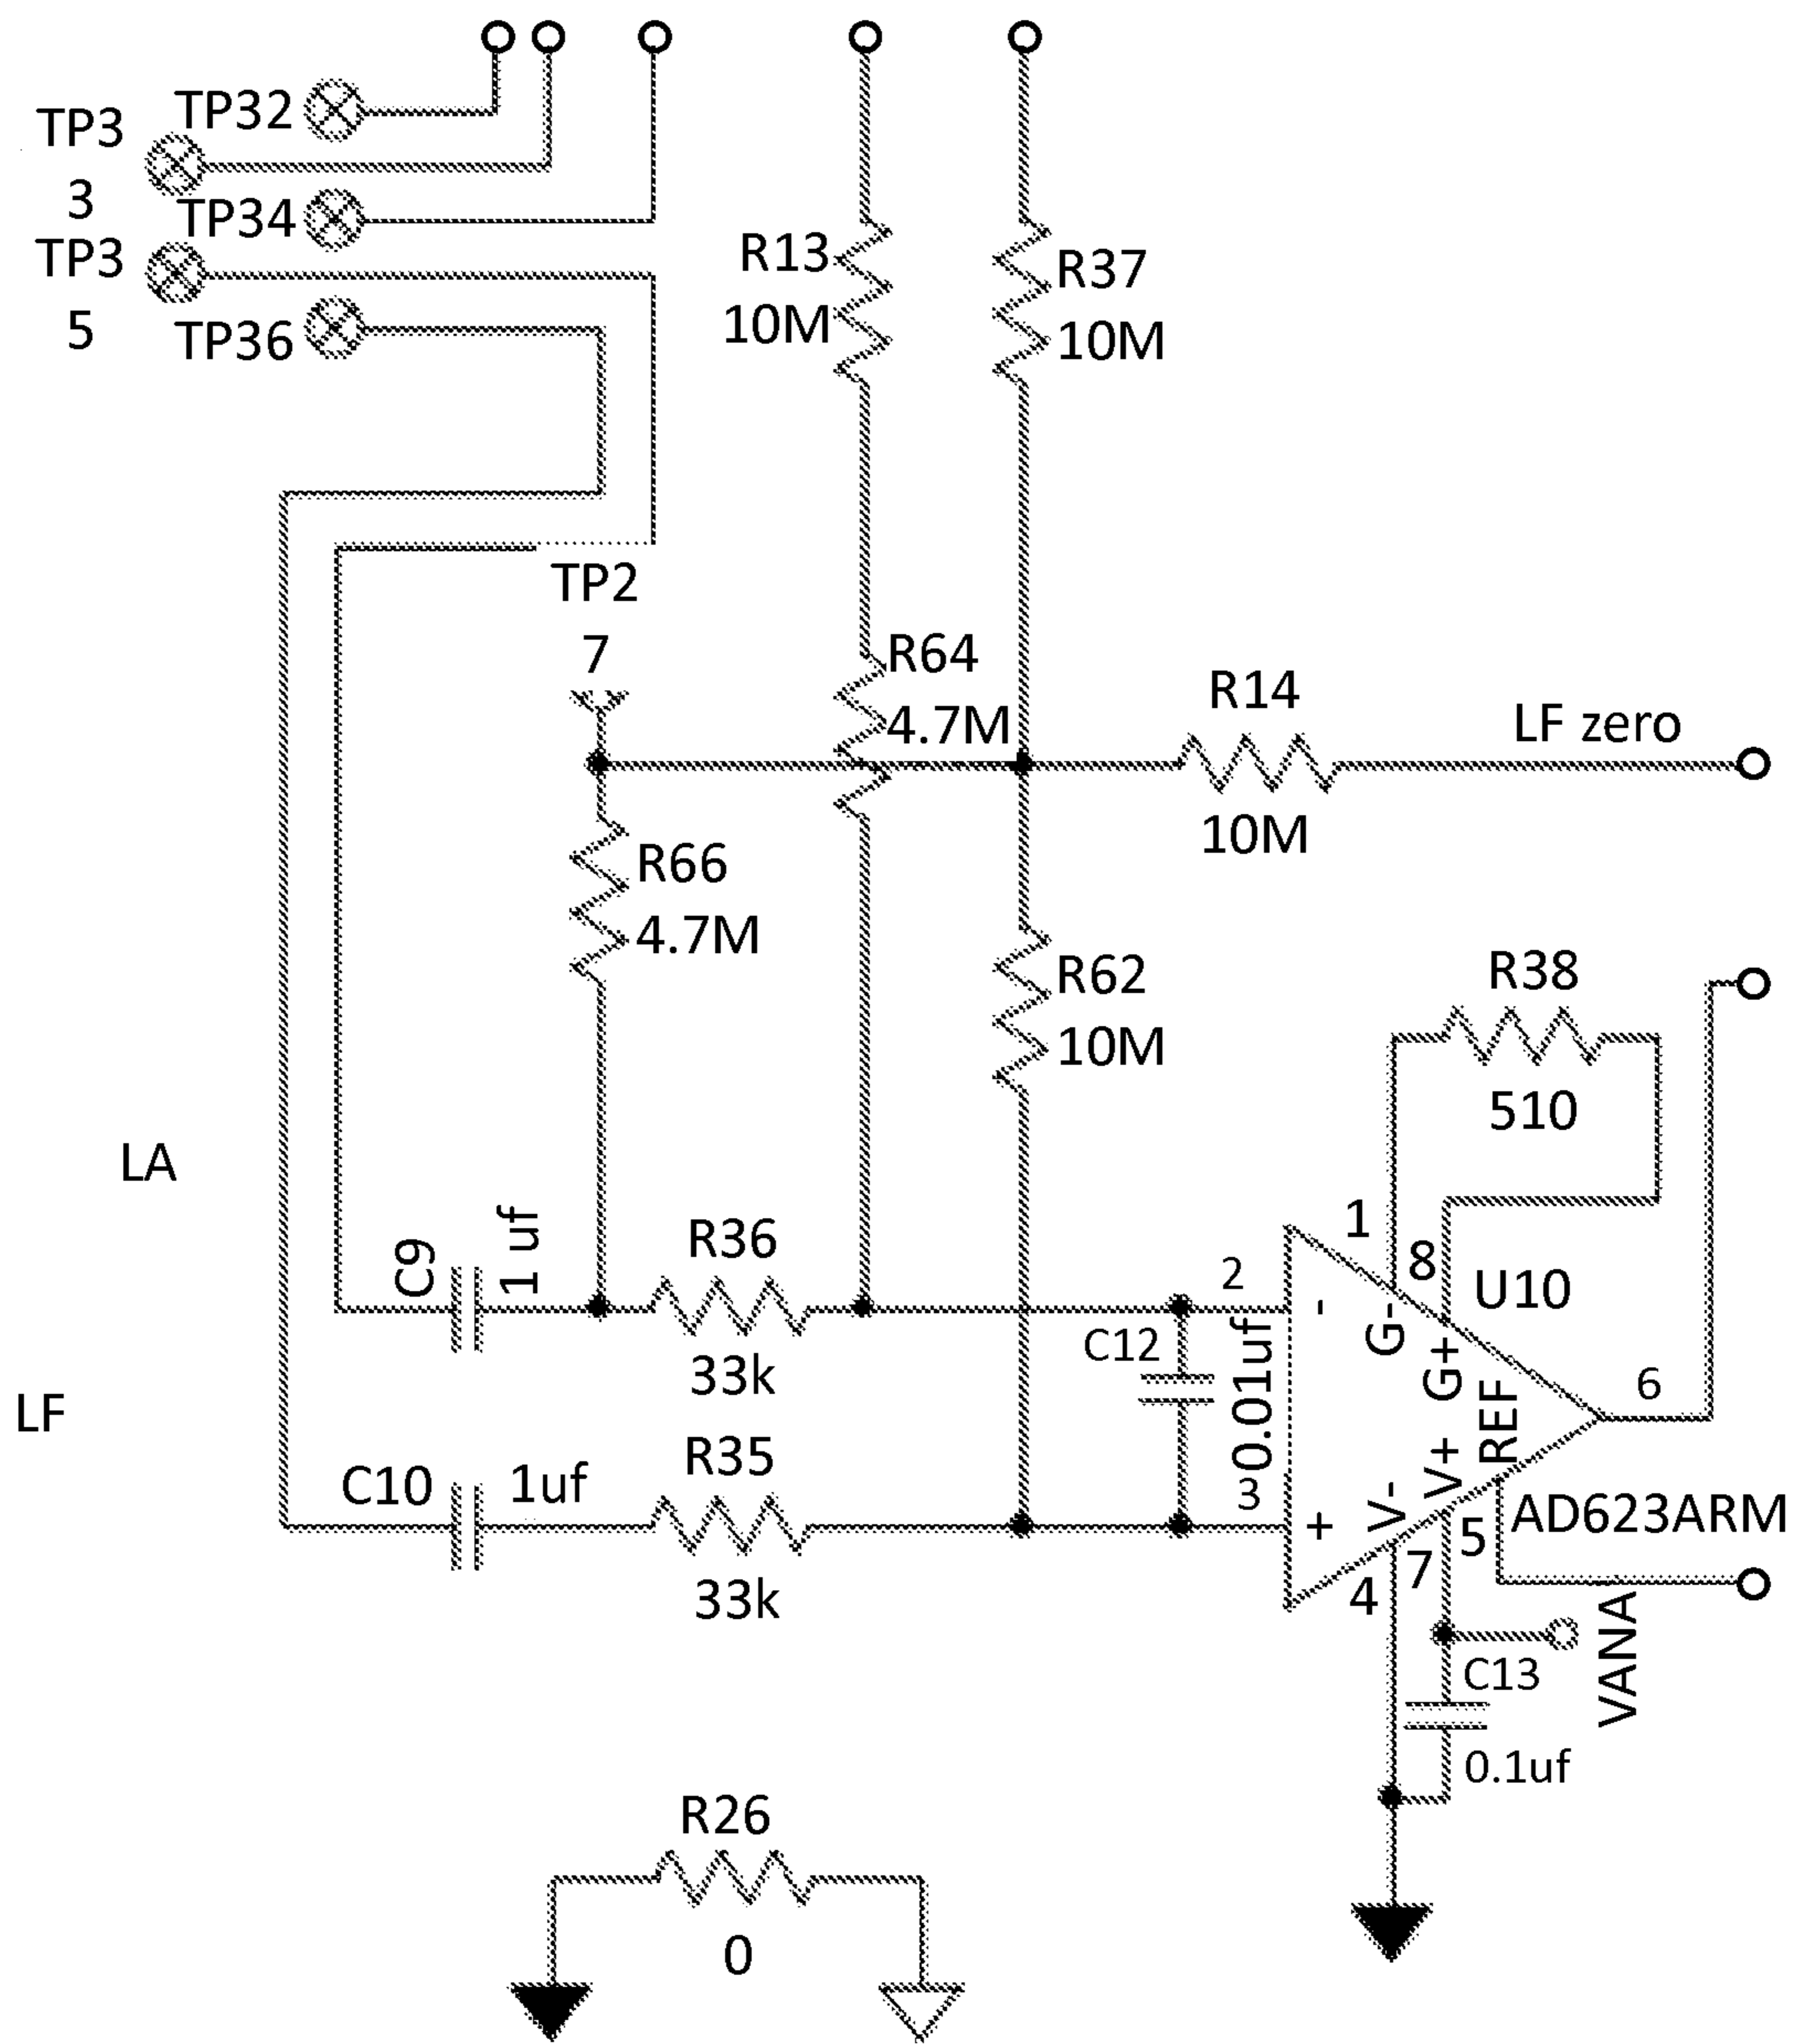 TP32
TP3
3
TP34
TP3
5
TP36
R13
10M
R37
10M
TP2
7
R64
4.7M
R14
10M
LF zero
R66
4.7M
R62
10M
R38
510
LA
C9
1 uf
R36
33k
2
1
8
U10
-
G-
G+
C12
0.01uf
REF
6
LF
C10
1uf
R35
33k
3
+
V-
V+
4
7
5
AD623ARM
VANA
C13
0.1uf
R26
0